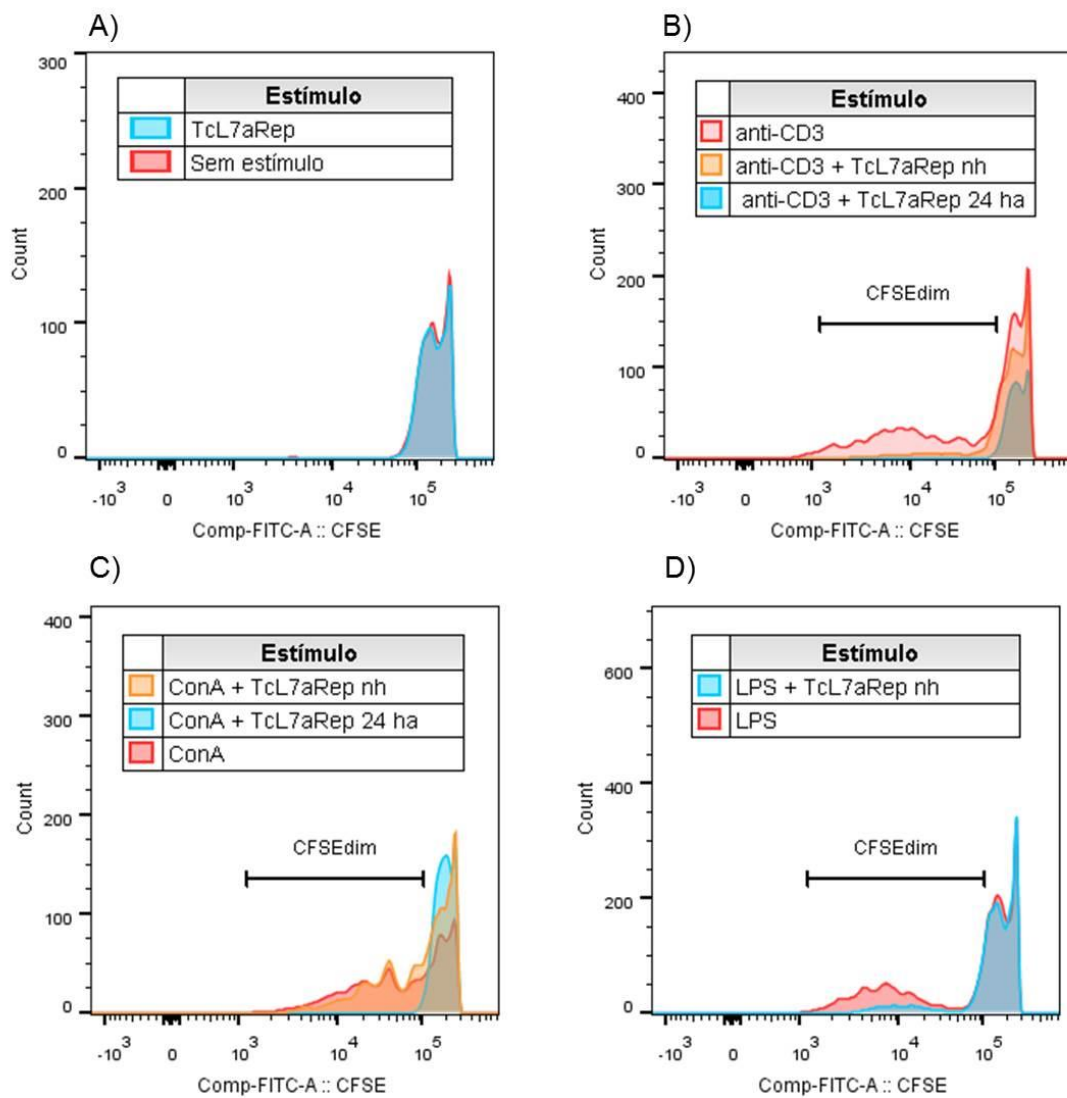 A)
300
200
100
0
Count
Estímulo
TcL7aRep
Sem estímulo
-10³ 0 10³ 10⁴ 10⁵
Comp-FITC-A :: CFSE
B)
400
300
200
100
0
Count
Estímulo
anti-CD3
anti-CD3 + TcL7aRep nh
anti-CD3 + TcL7aRep 24 ha
CFSEdim
-10³ 0 10³ 10⁴ 10⁵
Comp-FITC-A :: CFSE
C)
400
300
200
100
0
Count
Estímulo
ConA + TcL7aRep nh
ConA + TcL7aRep 24 ha
ConA
CFSEdim
-10³ 0 10³ 10⁴ 10⁵
Comp-FITC-A :: CFSE
D)
600
400
200
0
Count
Estímulo
LPS + TcL7aRep nh
LPS
CFSEdim
-10³ 0 10³ 10⁴ 10⁵
Comp-FITC-A :: CFSE